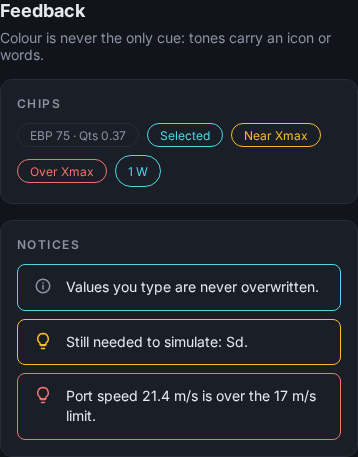 Feedback
Colour is never the only cue: tones carry an icon or
words.
CHIPS
EBP 75 · Qts 0.37 Selected Near Xmax
Over Xmax 1 W
NOTICES
Values you type are never overwritten.
Still needed to simulate: Sd.
Port speed 21.4 m/s is over the 17 m/s
limit.